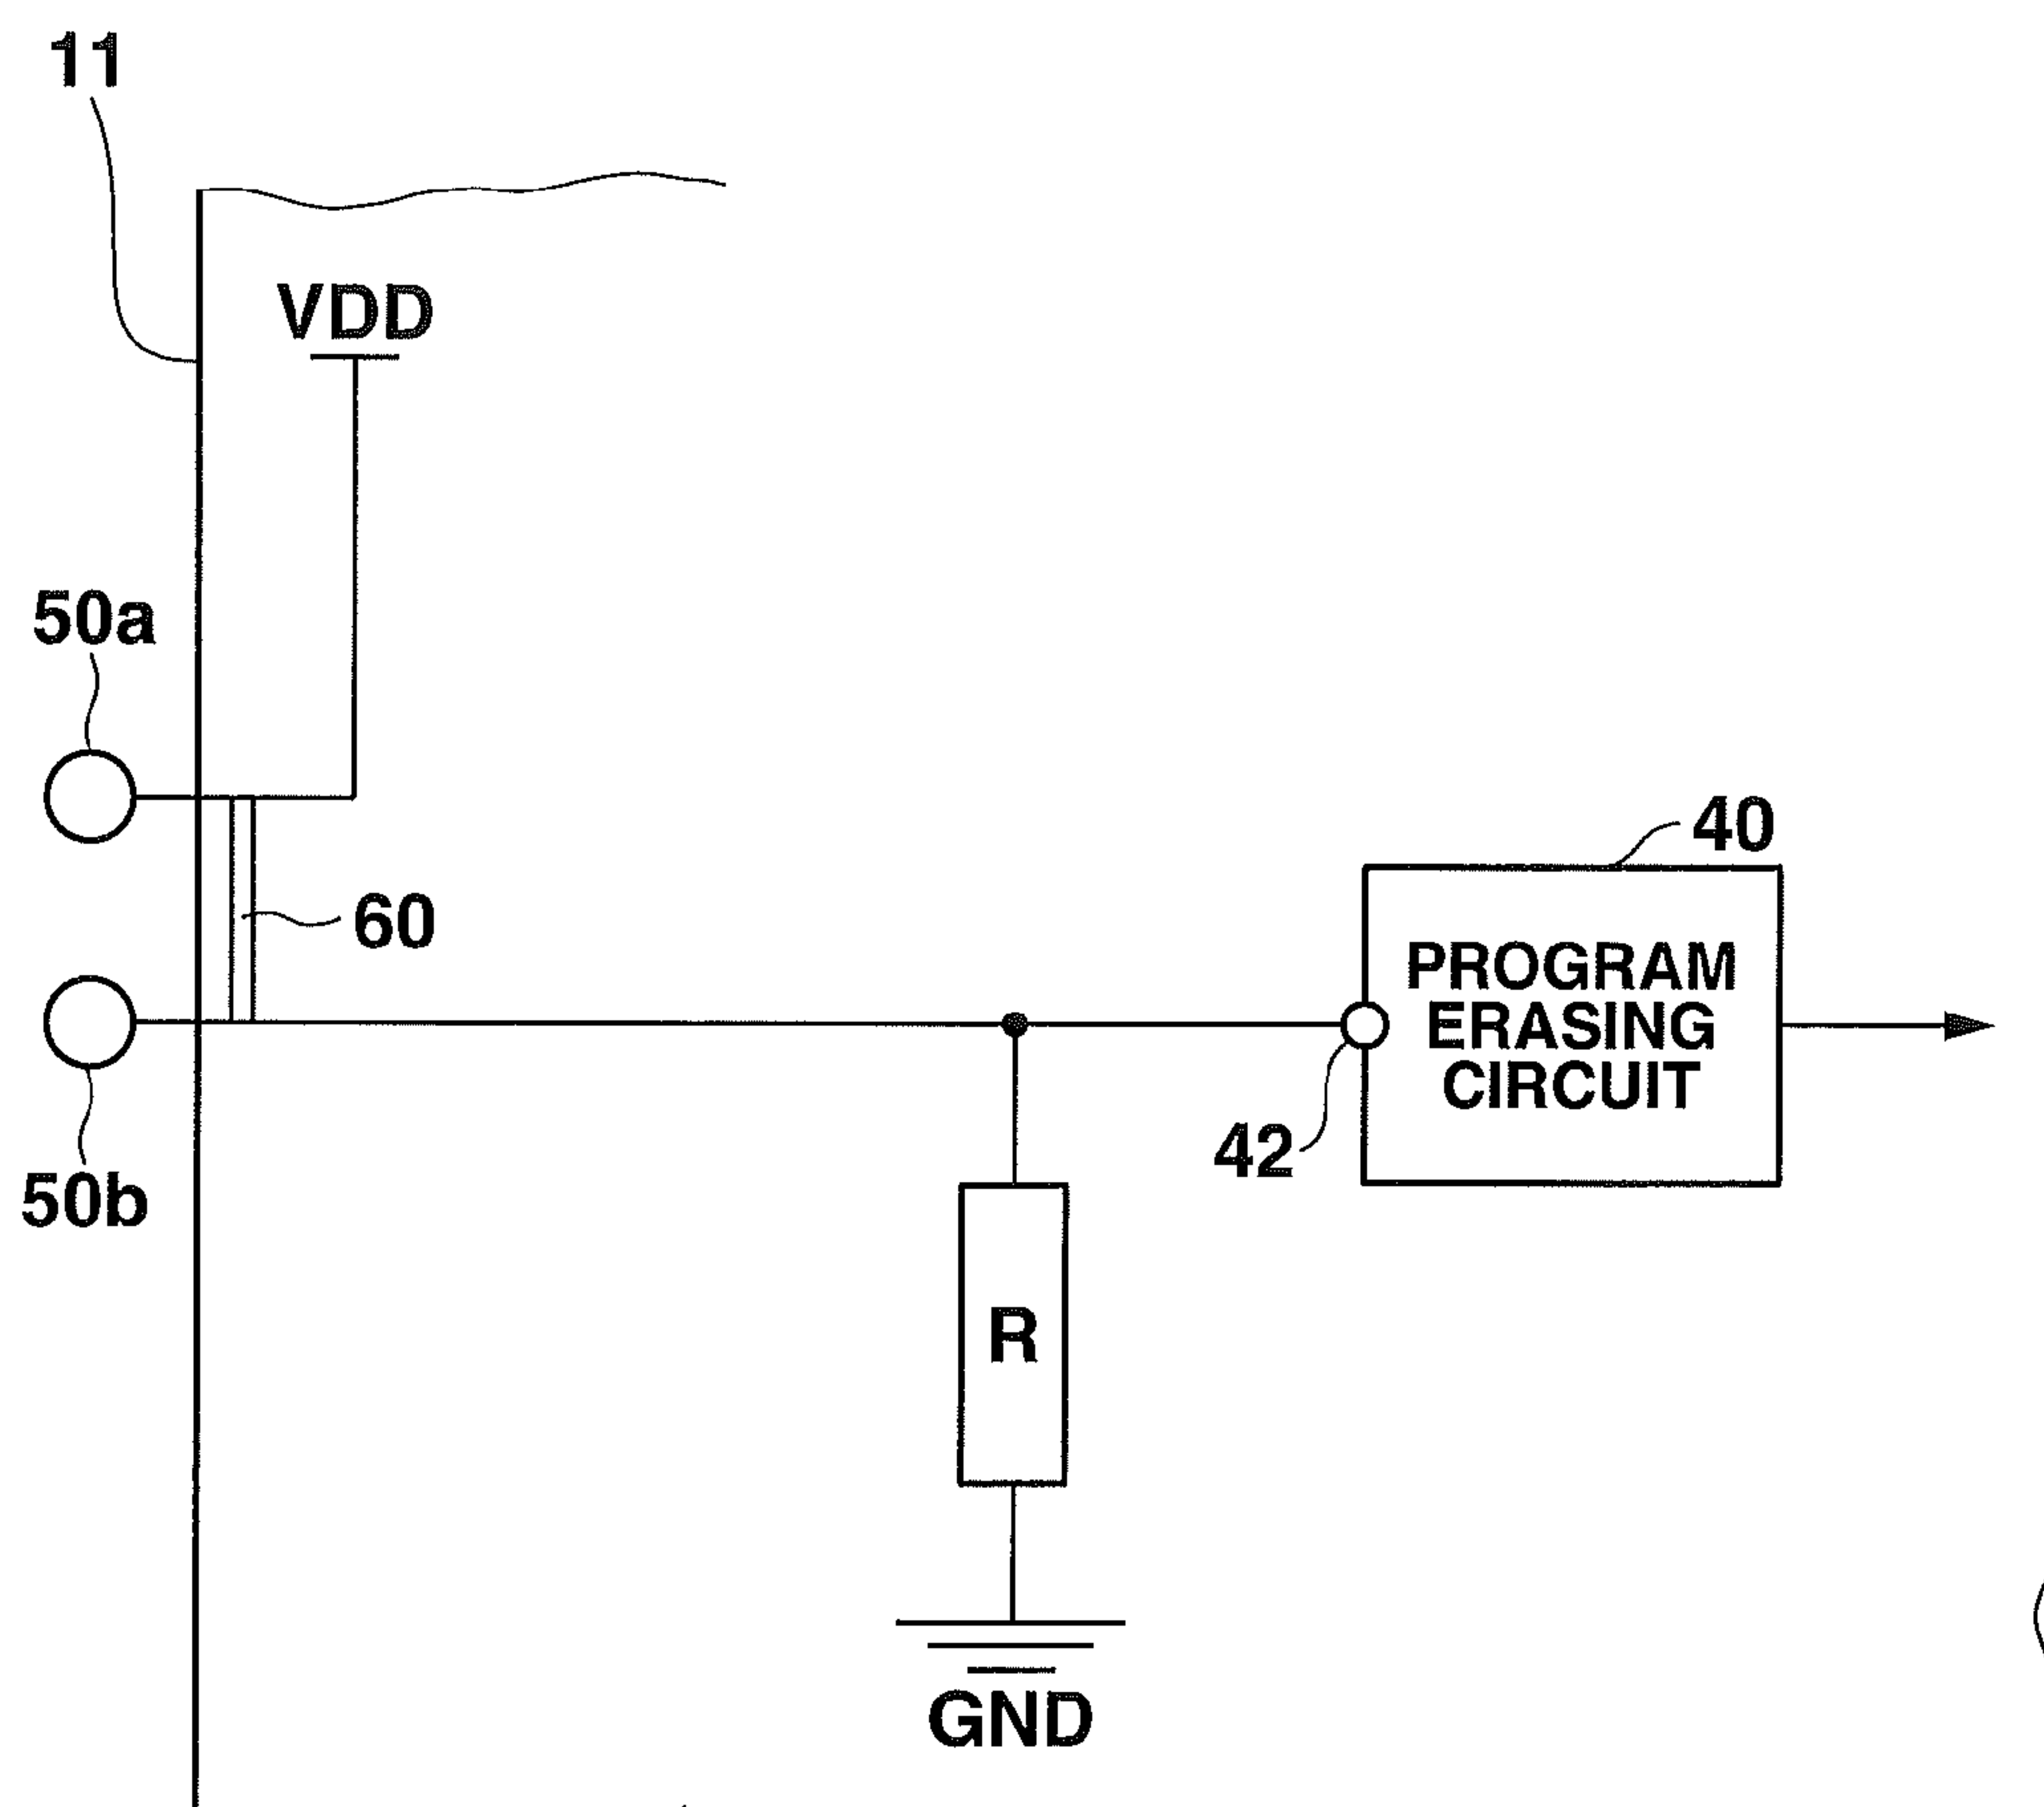 11
VDD
50a
40
60
PROGRAM
ERASING
CIRCUIT
42
50b
R
GND